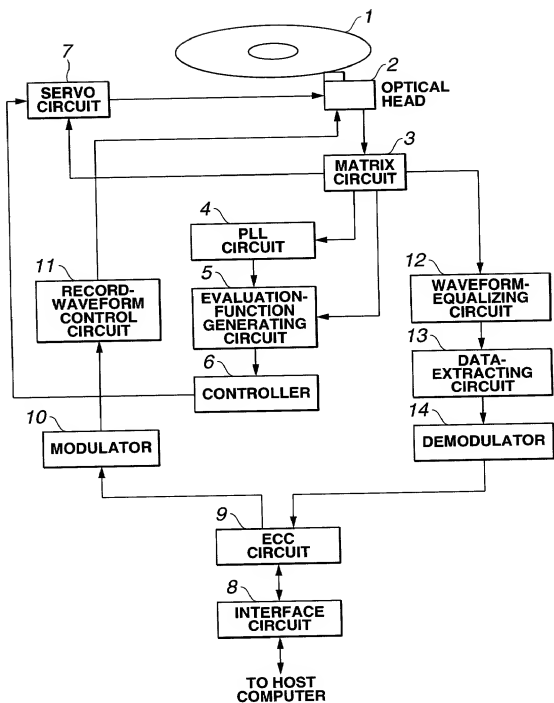 1
7
SERVO
CIRCUIT
2
OPTICAL
HEAD
3
MATRIX
CIRCUIT
4
PLL
CIRCUIT
11
RECORD-
WAVEFORM
CONTROL
CIRCUIT
5
EVALUATION-
FUNCTION
GENERATING
CIRCUIT
12
WAVEFORM-
EQUALIZING
CIRCUIT
13
DATA-
EXTRACTING
CIRCUIT
6
CONTROLLER
10
MODULATOR
14
DEMODULATOR
9
ECC
CIRCUIT
8
INTERFACE
CIRCUIT
TO HOST
COMPUTER